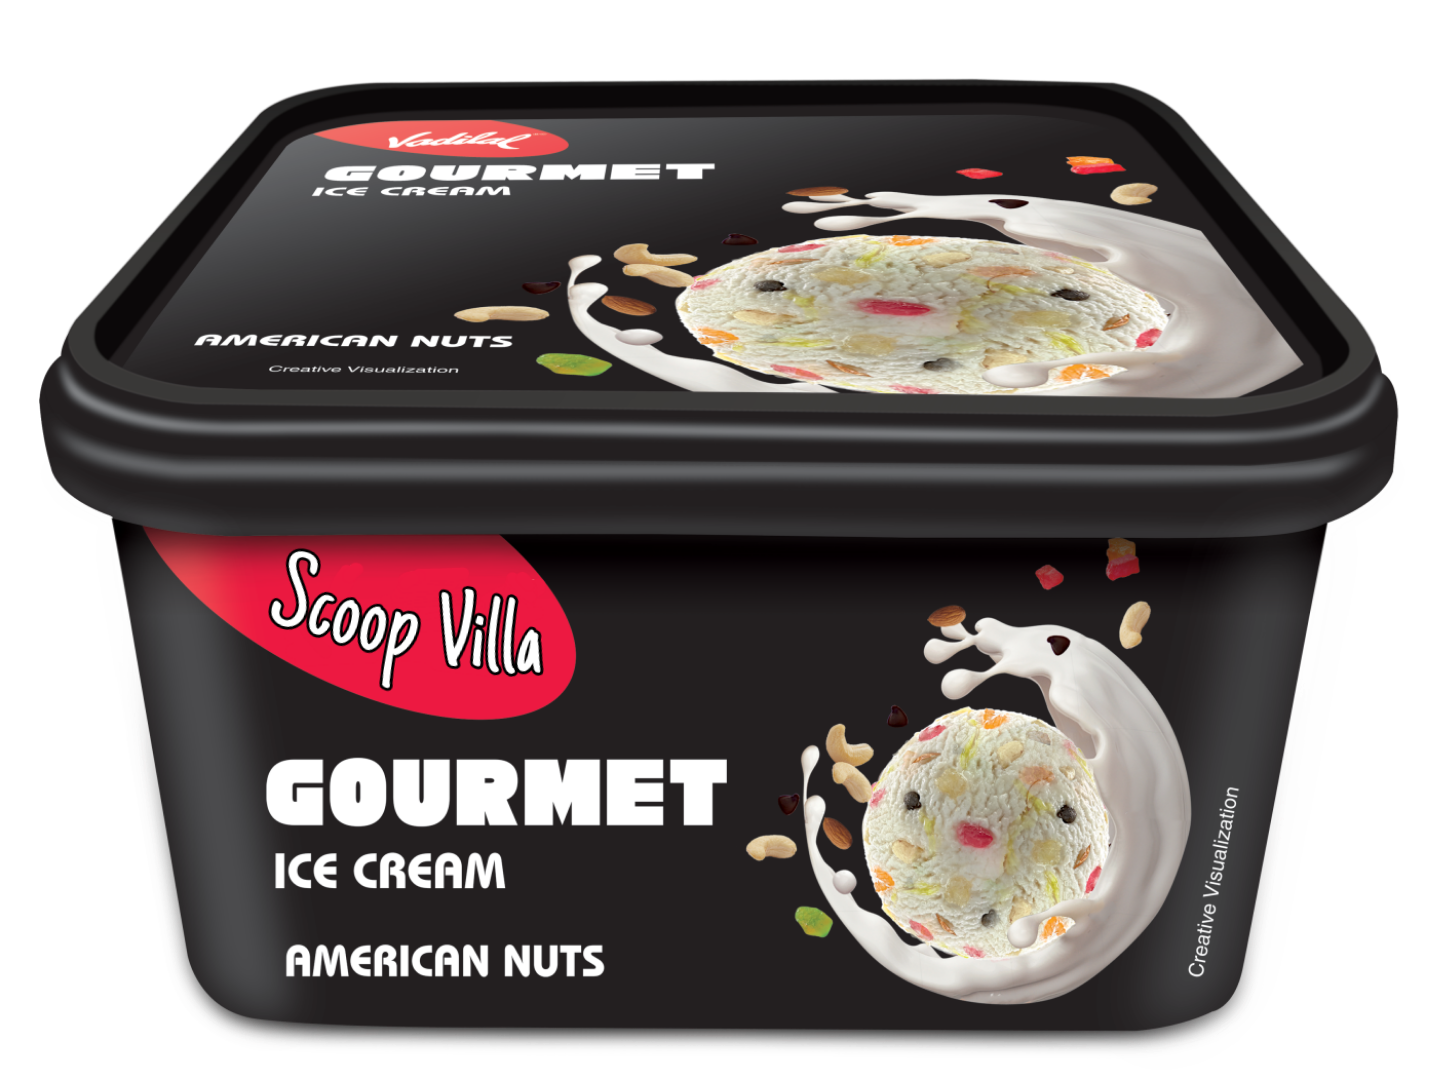 Vadilal
GOURMET
ICE CREAM
AMERICAN NUTS
Creative Visualization
Scoop Villa
GOURMET
ICE CREAM
AMERICAN NUTS
Creative Visualization